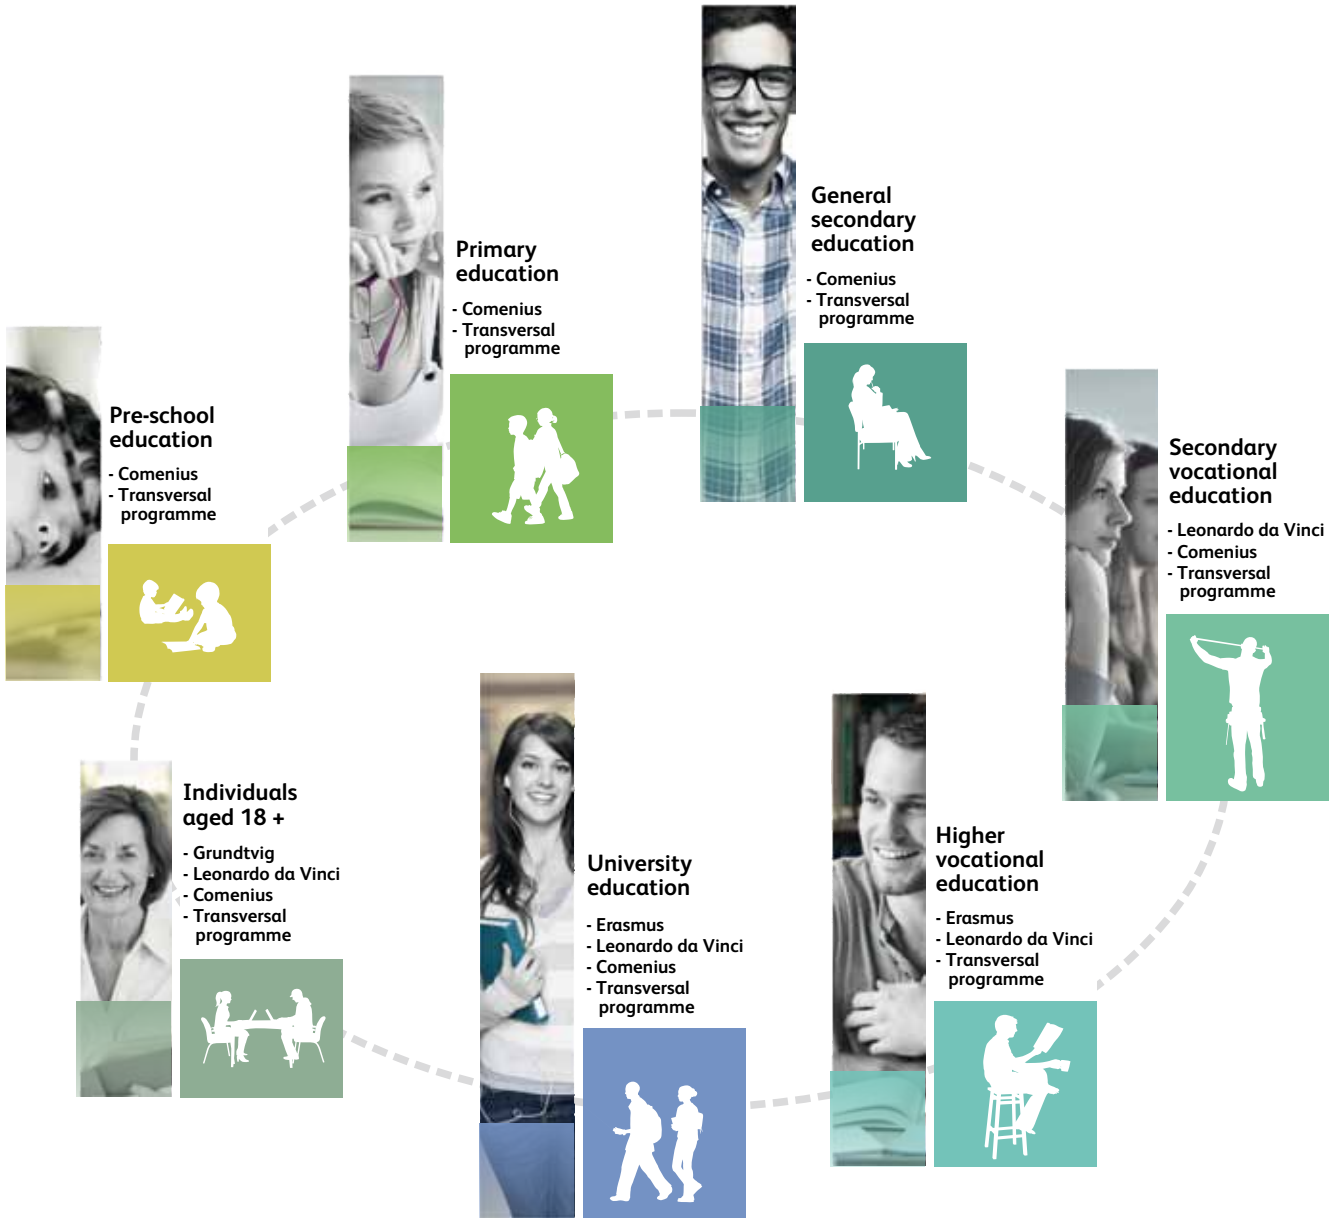 General
secondary
education
- Comenius
- Transversal
programme
Primary
education
- Comenius
- Transversal
programme
Pre-school
education
- Comenius
- Transversal
programme
Secondary
vocational
education
- Leonardo da Vinci
- Comenius
- Transversal
programme
Individuals
aged 18 +
- Grundtvig
- Leonardo da Vinci
- Comenius
- Transversal
programme
University
education
- Erasmus
- Leonardo da Vinci
- Comenius
- Transversal
programme
Higher
vocational
education
- Erasmus
- Leonardo da Vinci
- Transversal
programme